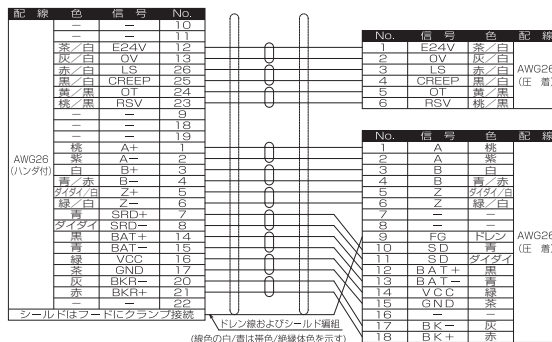 配 線 色 信 号 No.
－ － 10
－ － 11
茶／白 E24V 12
灰／白 0V 13
赤／白 LS 26
黒／白 CREEP 25
黄／黒 OT 24
桃／黒 RSV 23
－ － 9
－ － 18
－ － 19
桃 A+ 1
紫 A− 2
白 B+ 3
青／赤 B− 4
ダイダイ/白 Z+ 5
緑／白 Z− 6
青 SRD+ 7
ダイダイ SRD− 8
黒 BAT+ 14
青 BAT− 15
緑 VCC 16
茶 GND 17
灰 BKR− 20
赤 BKR+ 21
－ － 22
AWG26
(ハンダ付)
シールドはフードにクランプ接続
No. 信 号 色 配 線
1 E24V 茶／白
2 0V 灰／白
3 LS 赤／白
4 CREEP 黒／白
5 OT 黄／黒
6 RSV 桃／黒
AWG26
(圧 着)
No. 信 号 色 配 線
1 A 桃
2 A 紫
3 B 白
4 B 青／赤
5 Z ダイダイ/白
6 Z 緑／白
7 － －
8 － －
9 FG ドレン
10 SD 青
11 SD ダイダイ
12 BAT+ 黒
13 BAT− 青
14 VCC 緑
15 GND 茶
16 － －
17 BK− 灰
18 BK+ 赤
AWG26
(圧 着)
ドレン線およびシールド編組
(線色の白/青は帯色/絶縁体色を示す)